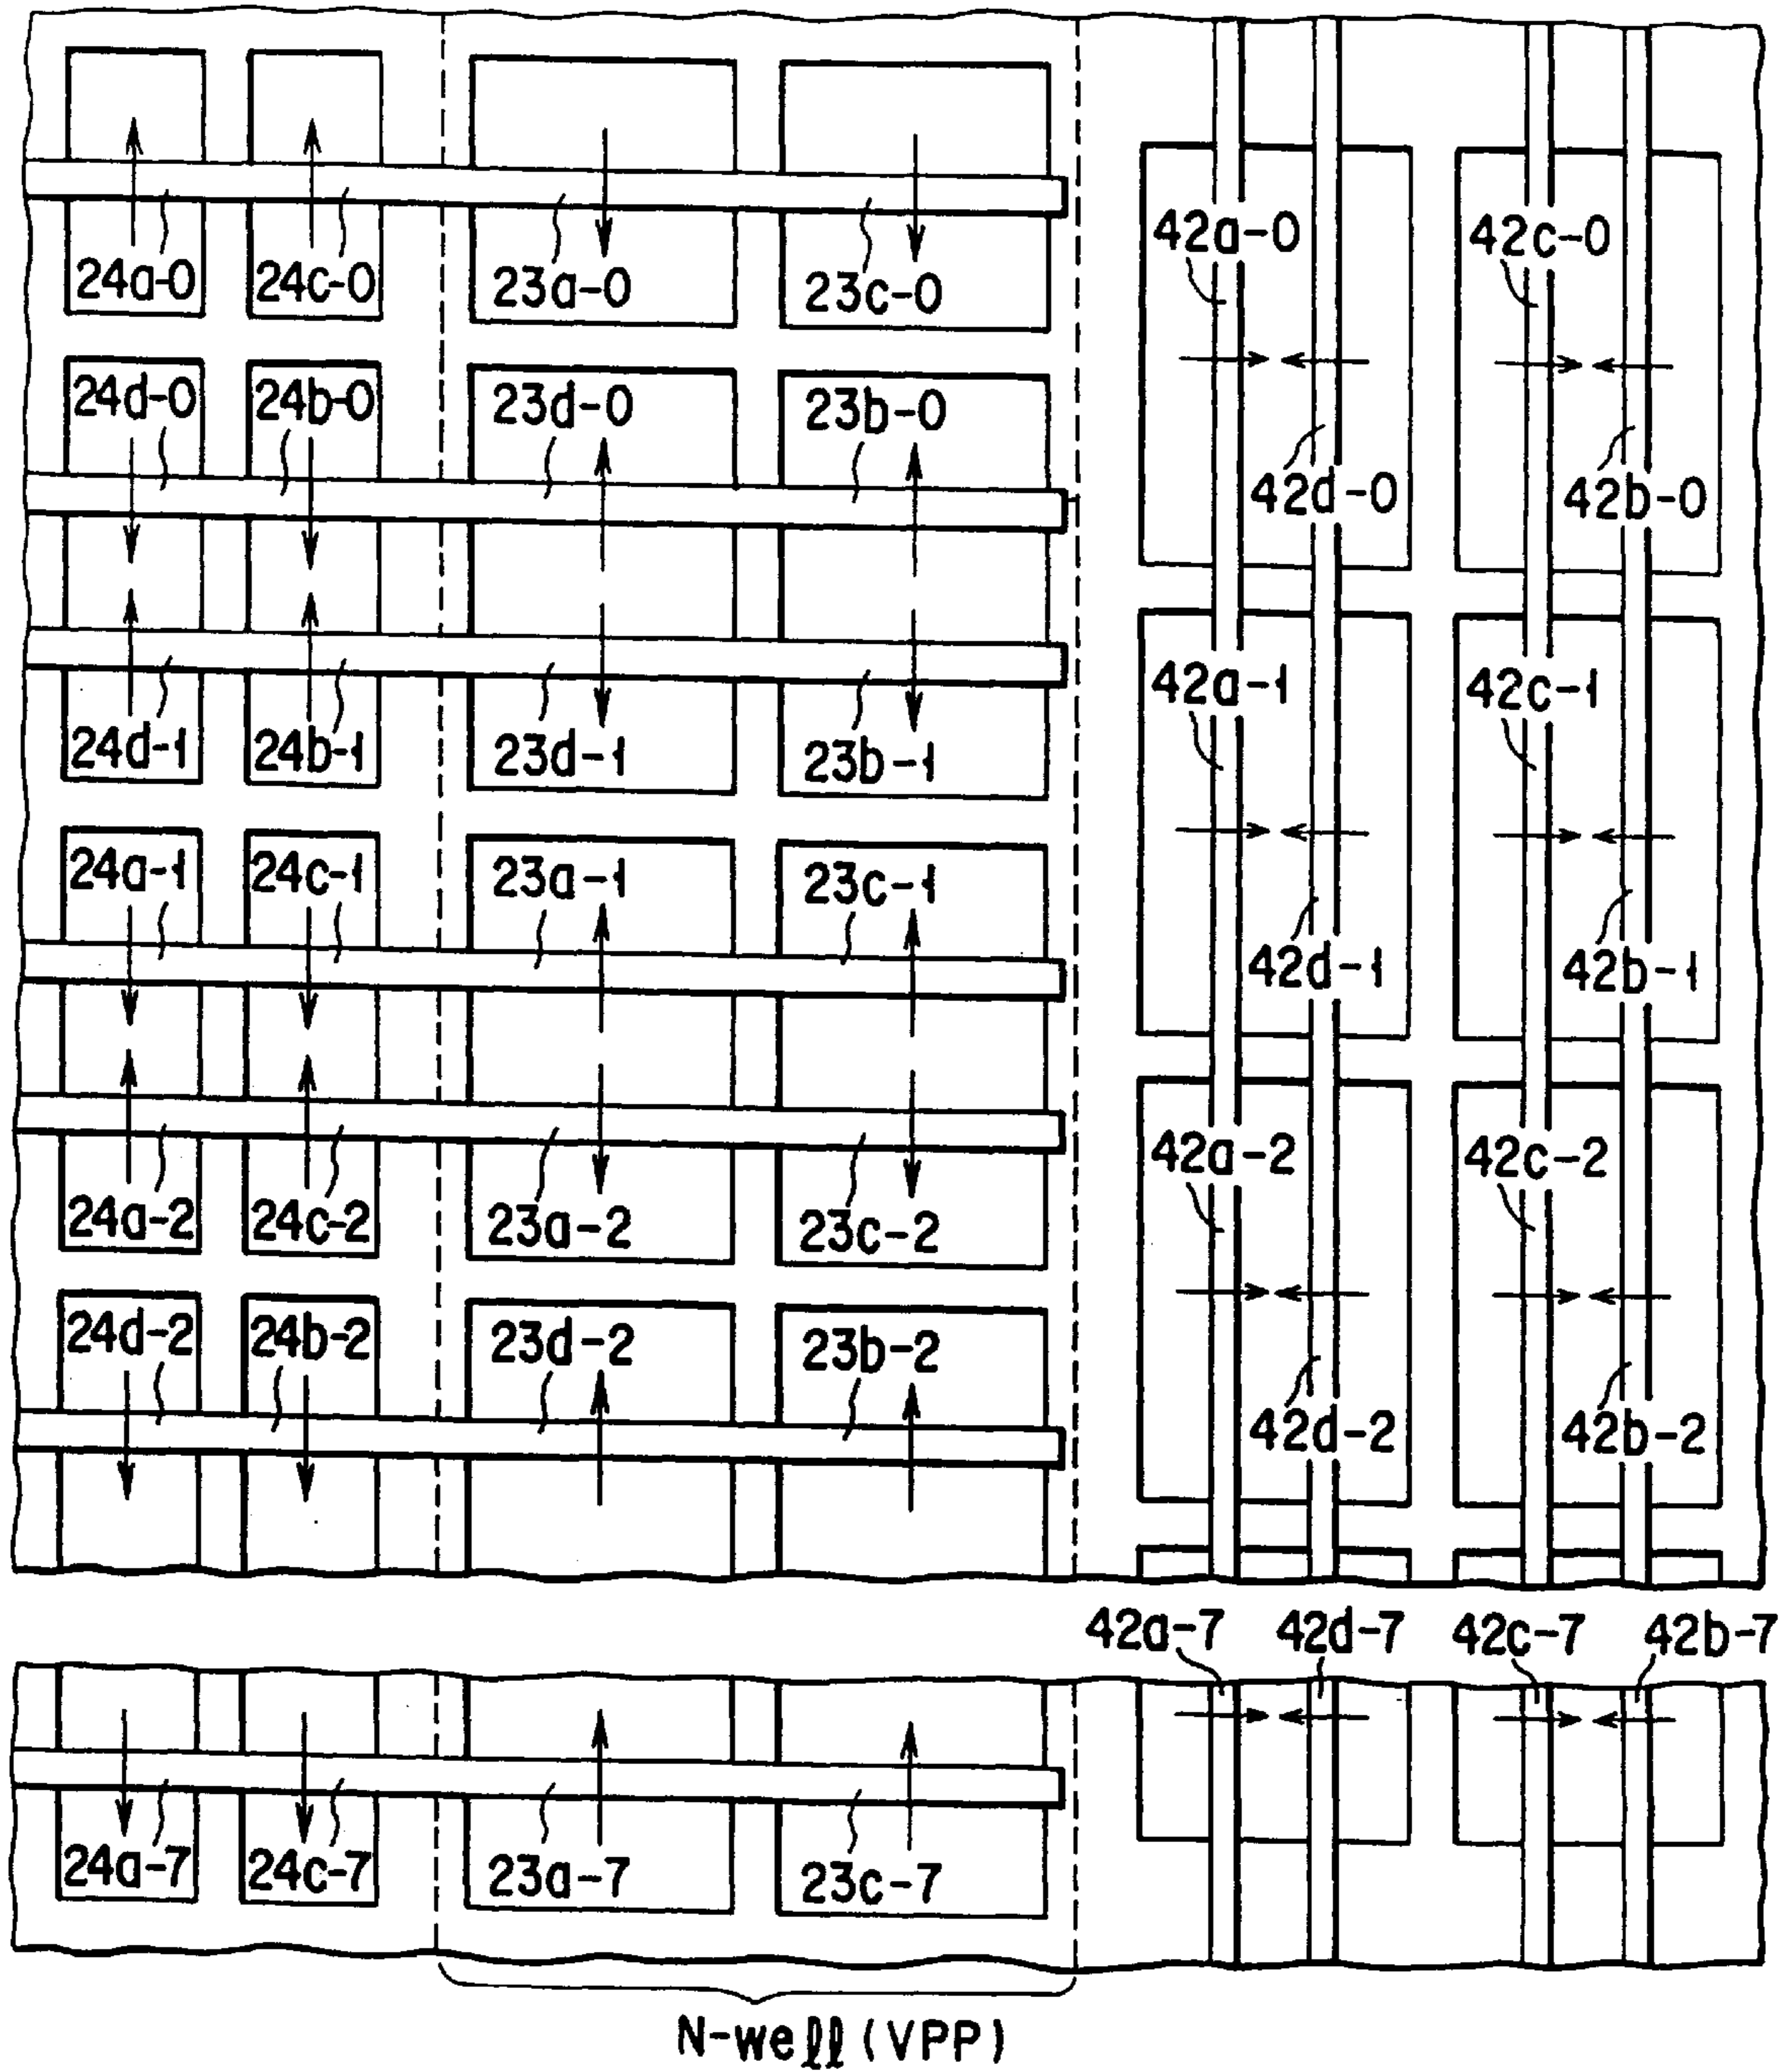 42a-0 42c-0
24a-0 24c-0 23a-0 23c-0
24d-0 24b-0 23d-0 23b-0
42d-0 42b-0
42a-1 42c-1
24d-1 24b-1 23d-1 23b-1
24a-1 24c-1 23a-1 23c-1
42d-1 42b-1
42a-2 42c-2
24a-2 24c-2 23a-2 23c-2
24d-2 24b-2 23d-2 23b-2
42d-2 42b-2
42a-7 42d-7 42c-7 42b-7
24a-7 24c-7 23a-7 23c-7
N-well (VPP)